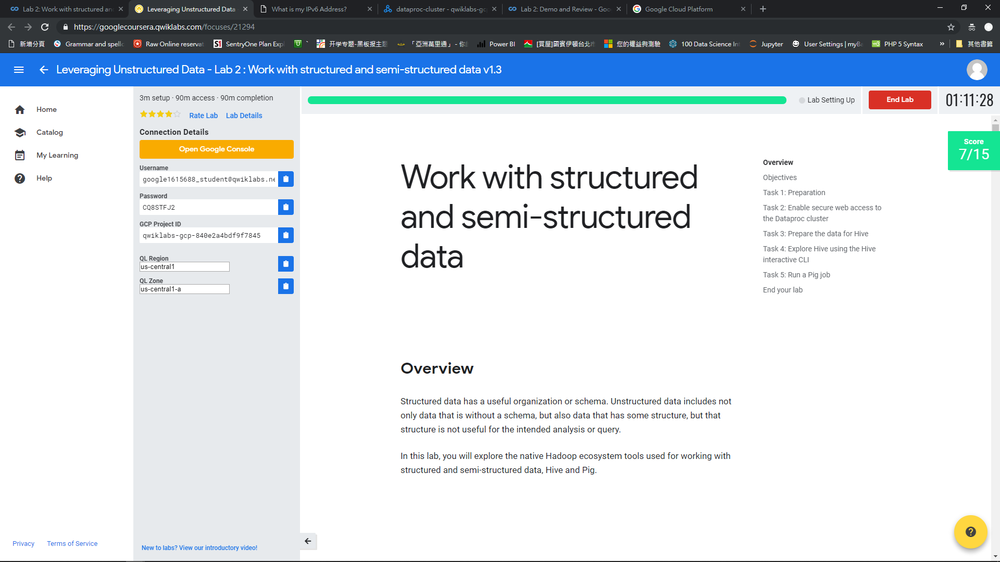 Lab 2: Work with structured an
Leveraging Unstructured Data
What is my IPv6 Address?
dataproc-cluster - qwiklabs-gc
Lab 2: Demo and Review - Goo
Google Cloud Platform
https://googlecoursera.qwiklabs.com/focuses/21294
新增分頁
Grammar and spelli
Raw Online reservat
SentryOne Plan Expl
开学专题-黑板报主题
「亞洲萬里通」 - 你
Power BI
[買屋]國賓伊頓台北市
您的權益與測驗
100 Data Science Int
Jupyter
User Settings | myBa
PHP 5 Syntax
»
其他書籤
Leveraging Unstructured Data - Lab 2 : Work with structured and semi-structured data v1.3
Home
Catalog
My Learning
Help
3m setup · 90m access · 90m completion
Rate Lab
Lab Details
Connection Details
Open Google Console
Username
google1615688_student@qwiklabs.ne
Password
CQ8STFJ2
GCP Project ID
qwiklabs-gcp-840e2a4bdf9f7845
QL Region
us-central1
QL Zone
us-central1-a
New to labs? View our introductory video!
Privacy
Terms of Service
Lab Setting Up
End Lab
01:11:28
Score
7/15
Work with structured
and semi-structured
data
Overview
Structured data has a useful organization or schema. Unstructured data includes not
only data that is without a schema, but also data that has some structure, but that
structure is not useful for the intended analysis or query.
In this lab, you will explore the native Hadoop ecosystem tools used for working with
structured and semi-structured data, Hive and Pig.
Overview
Objectives
Task 1: Preparation
Task 2: Enable secure web access to
the Dataproc cluster
Task 3: Prepare the data for Hive
Task 4: Explore Hive using the Hive
interactive CLI
Task 5: Run a Pig job
End your lab